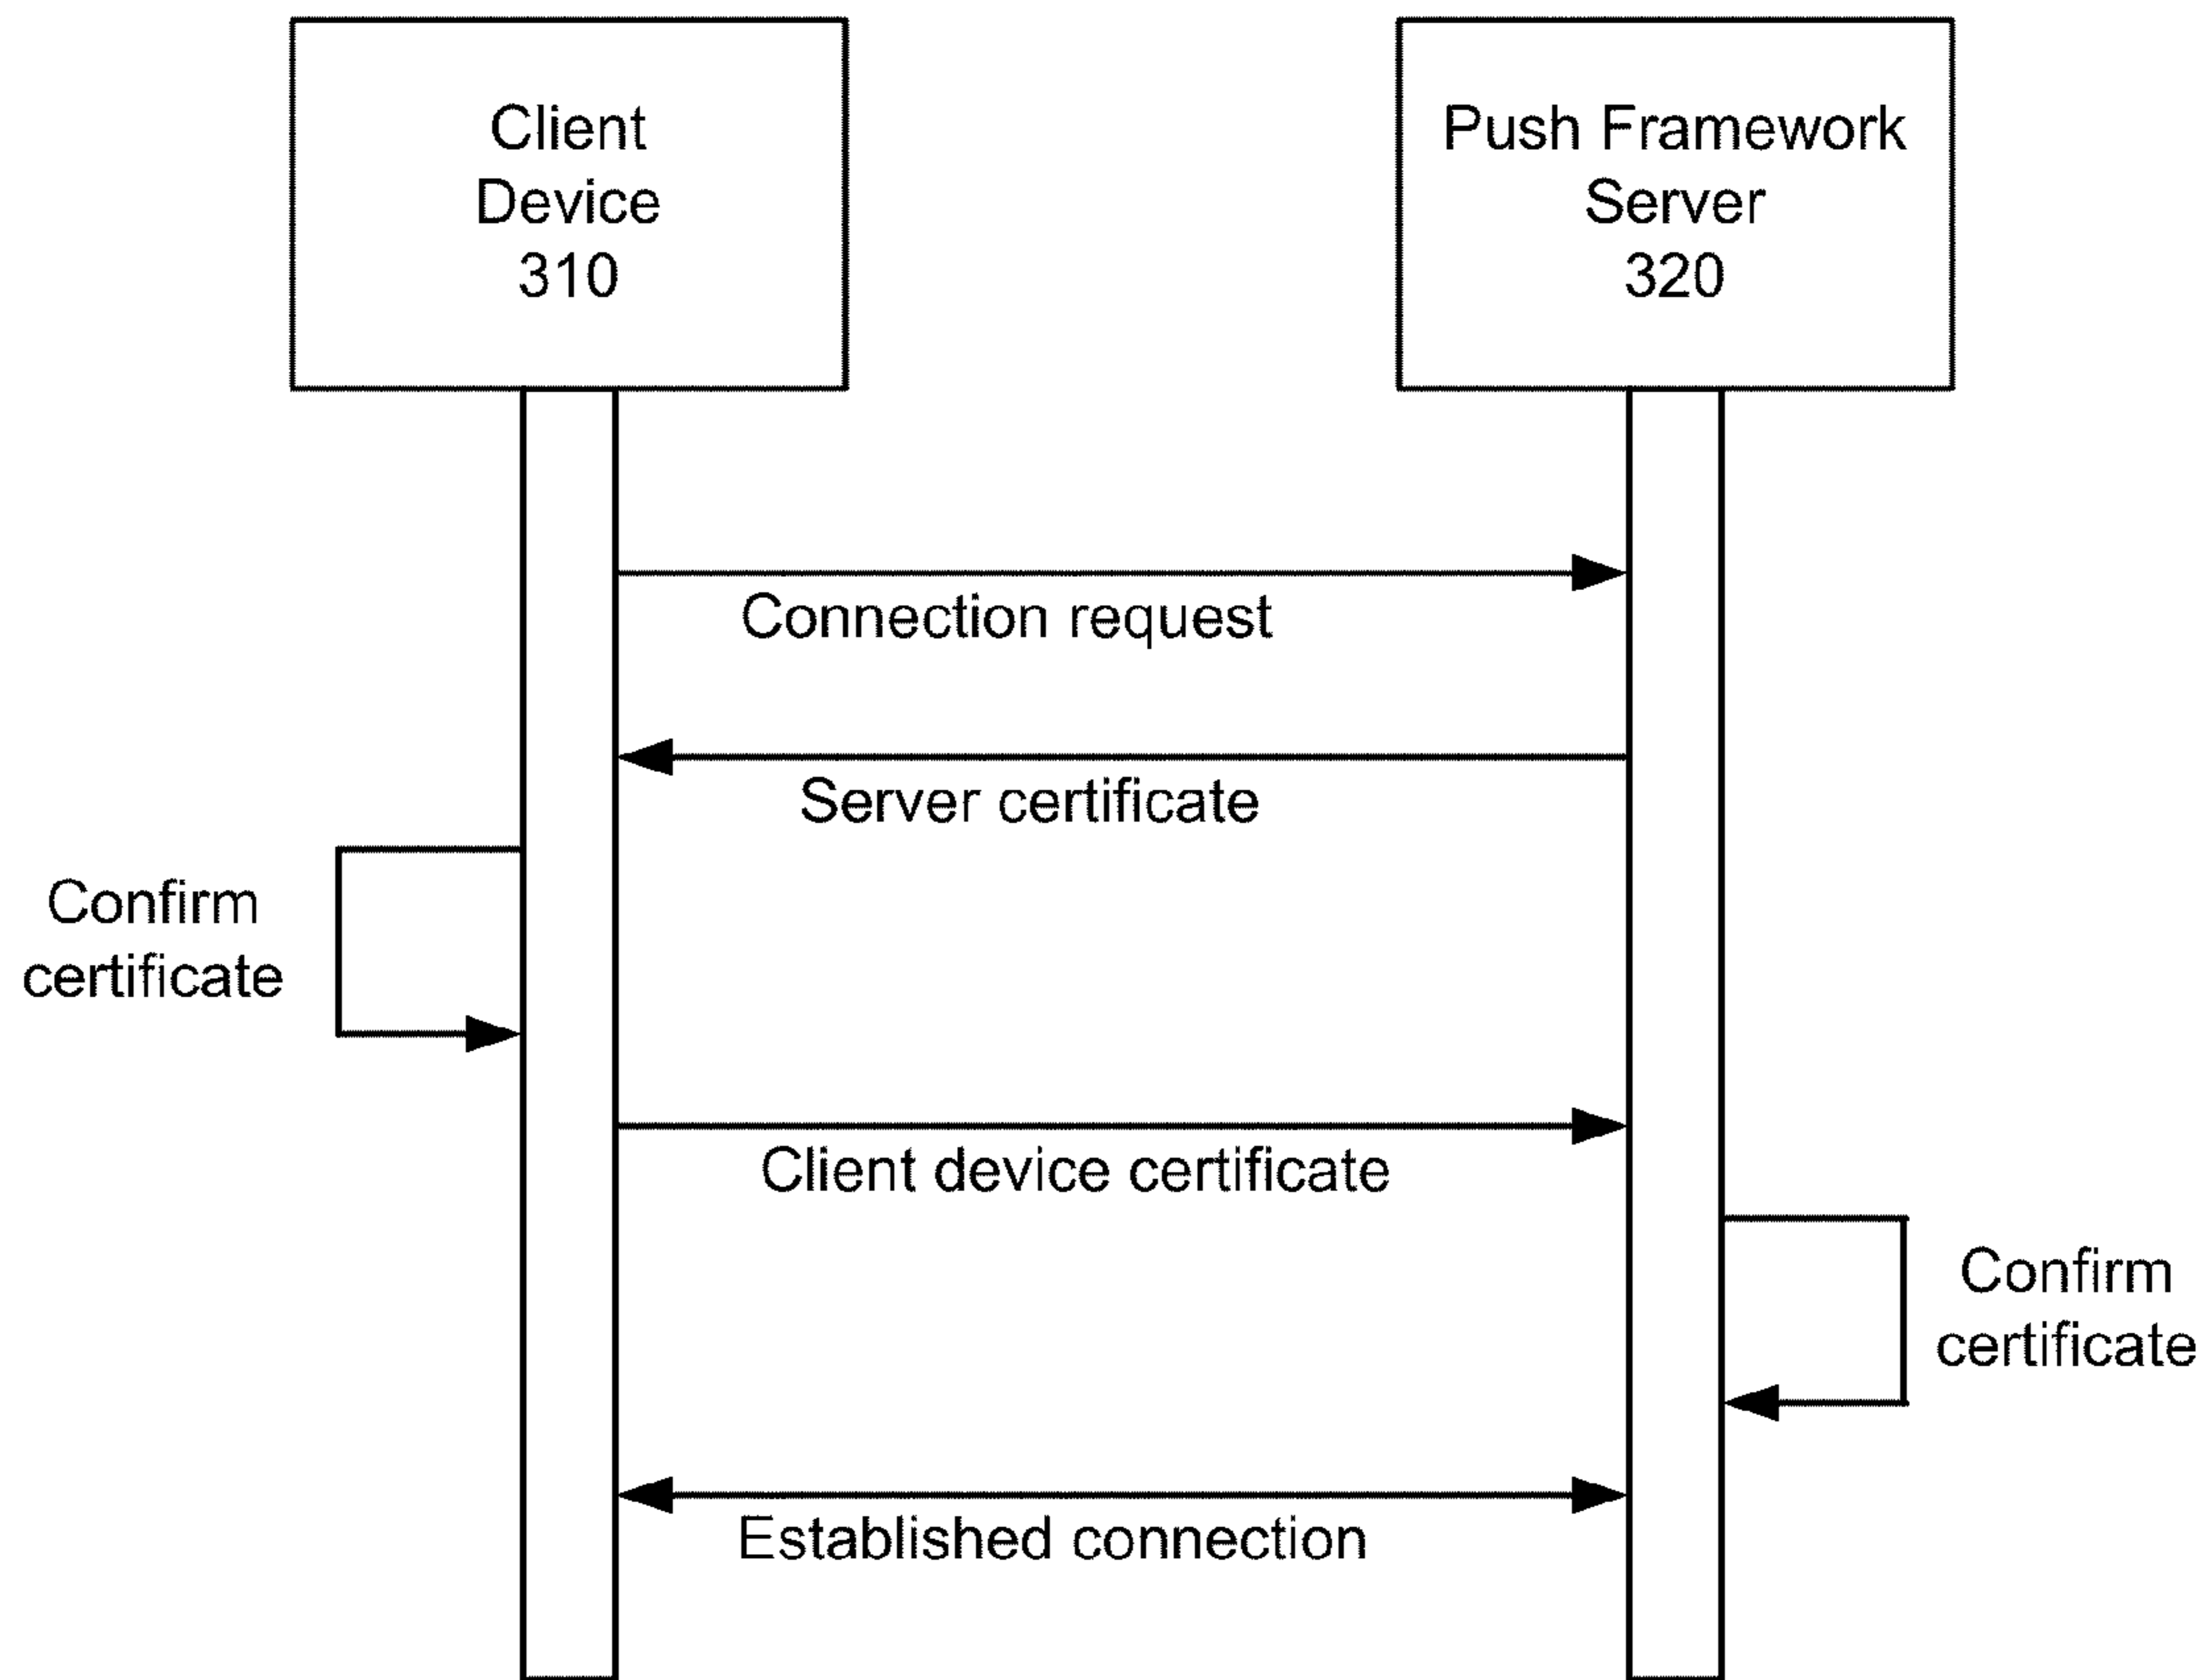 Client
Device
310
Push Framework
Server
320
Connection request
Server certificate
Confirm
certificate
Client device certificate
Confirm
certificate
Established connection